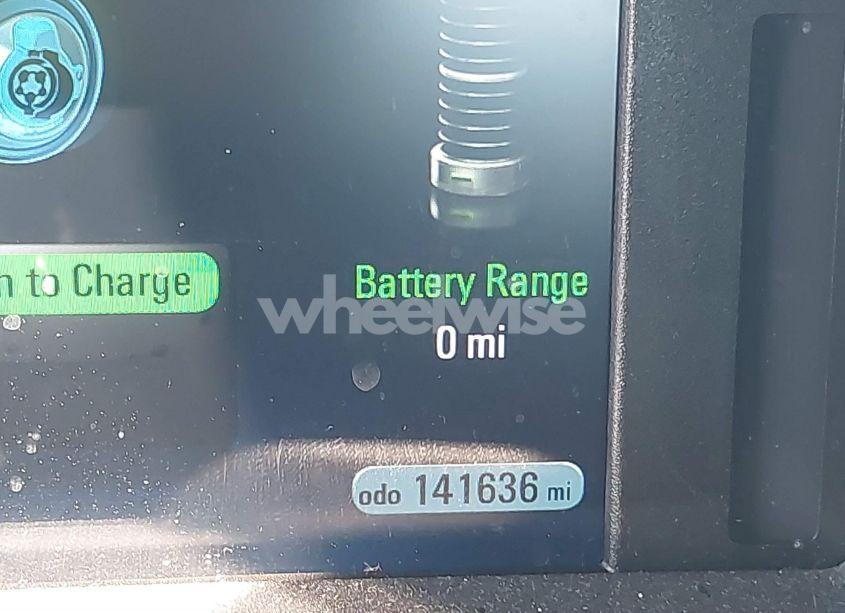 to Charge
Battery Range
wheelwise
0 mi
odo 141636 mi